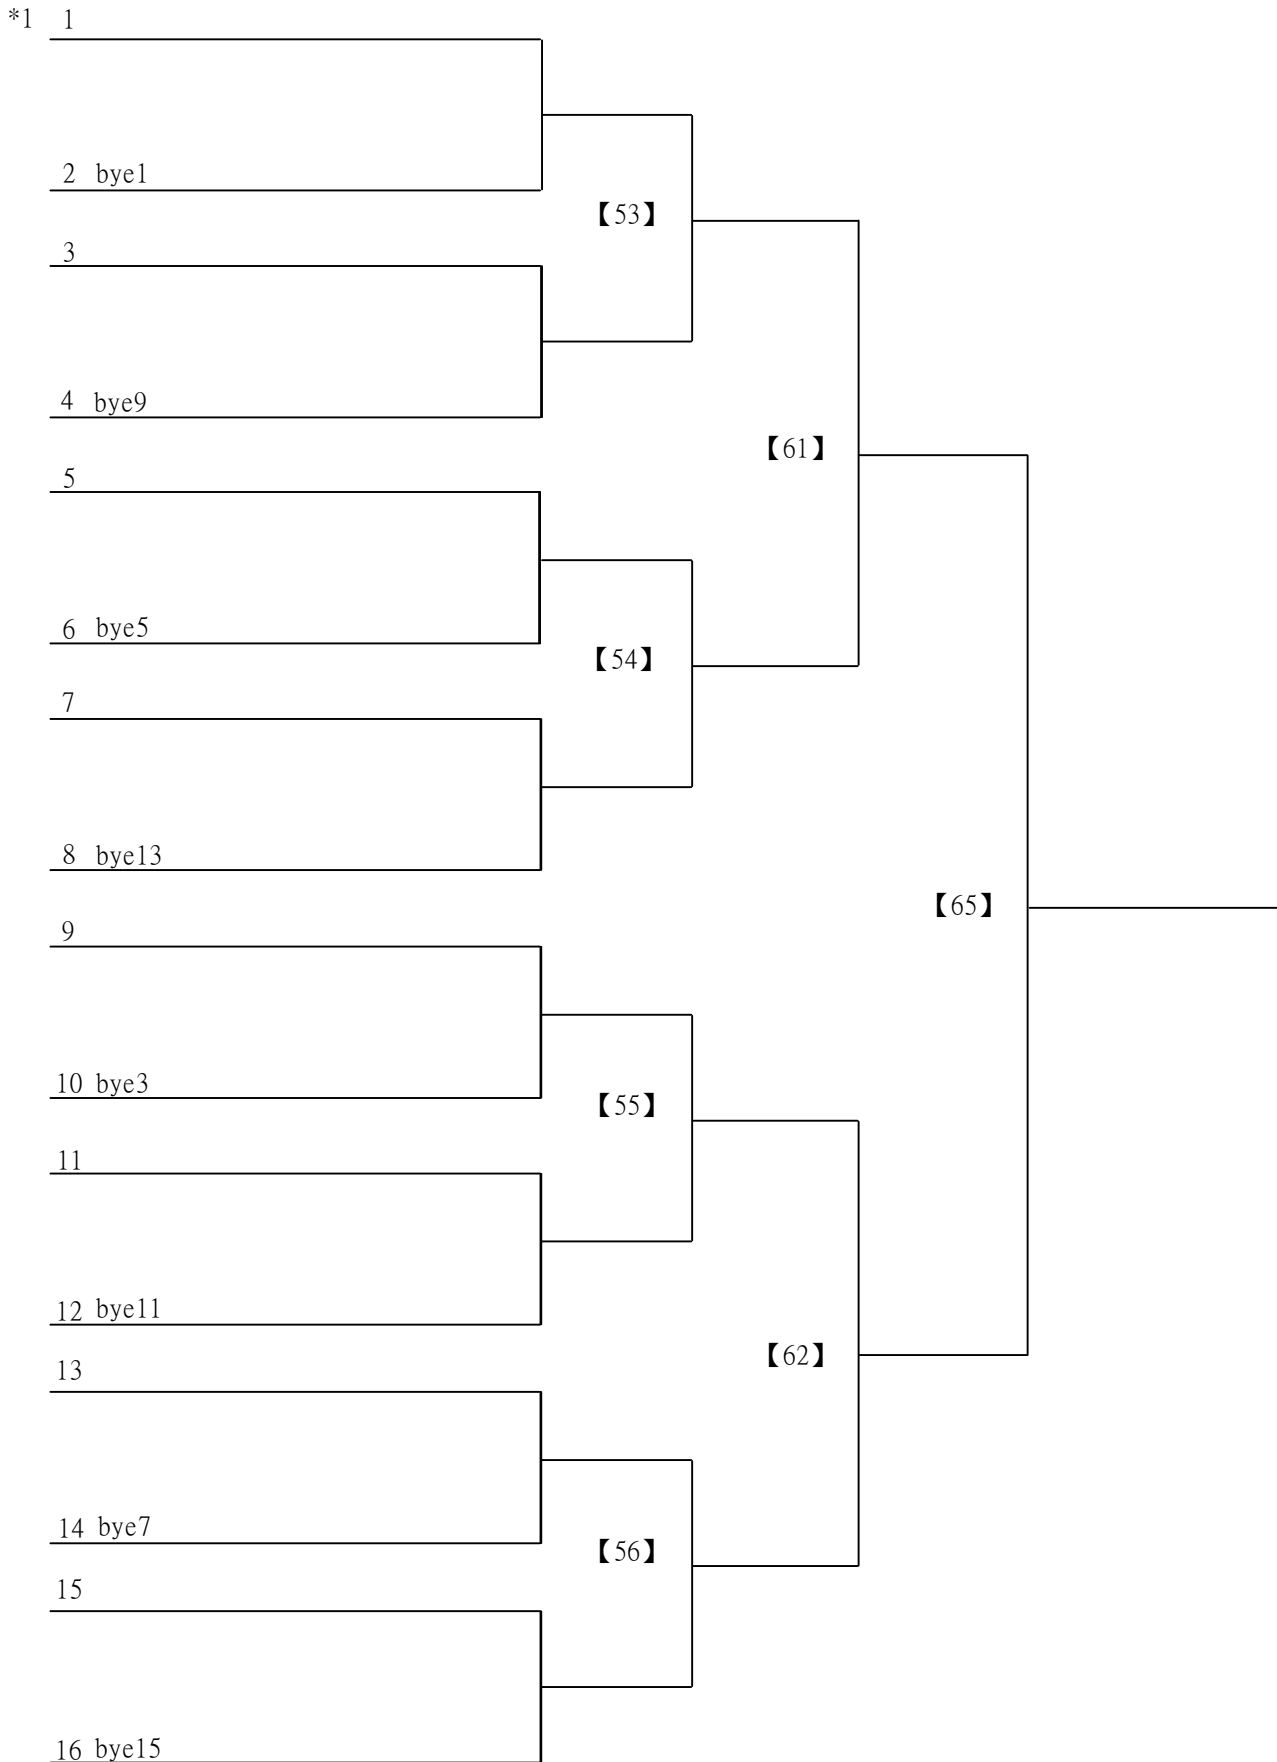 *1 1
2 bye1
【53】
3
4 bye9
【61】
5
6 bye5
【54】
7
8 bye13
【65】
9
10 bye3
【55】
11
12 bye11
【62】
13
14 bye7
【56】
15
16 bye15